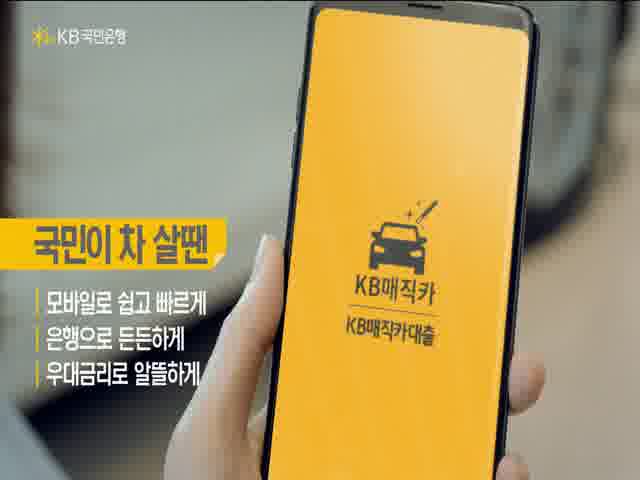 KB국민은행
국민이 차 살땐
모바일로 쉽고 빠르게
은행으로 든든하게
우대금리로 알뜰하게
KB매직카
KB매직카대출